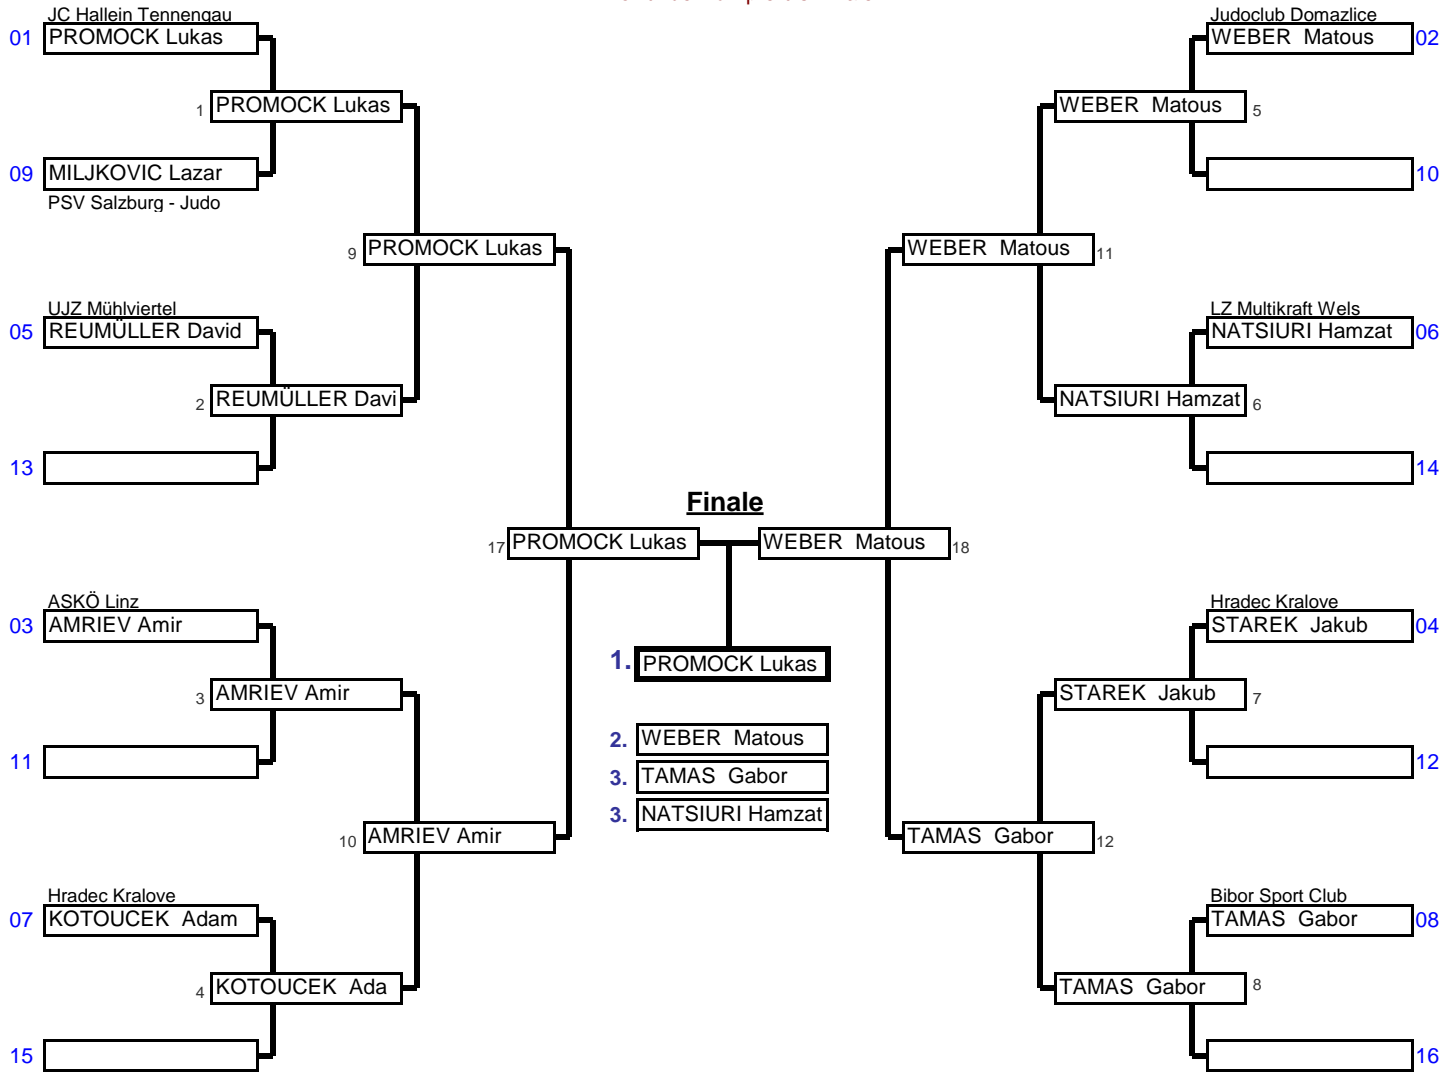 JC Hallein Tennengau
01 PROMOCK Lukas
1 PROMOCK Lukas
09 MILJKOVIC Lazar
PSV Salzburg - Judo
9 PROMOCK Lukas
UJZ Mühlviertel
05 REUMÜLLER David
2 REUMÜLLER Davi
13
17 PROMOCK Lukas
ASKÖ Linz
03 AMRIEV Amir
3 AMRIEV Amir
11
10 AMRIEV Amir
Hradec Kralove
07 KOTOUCEK Adam
4 KOTOUCEK Ada
15
Finale
1. PROMOCK Lukas
2. WEBER Matous
3. TAMAS Gabor
3. NATSIURI Hamzat
Judoclub Domazlice
WEBER Matous 02
WEBER Matous 5
10
WEBER Matous 11
LZ Multikraft Wels
NATSIURI Hamzat 06
NATSIURI Hamzat 6
14
WEBER Matous 18
Hradec Kralove
STAREK Jakub 04
STAREK Jakub 7
12
TAMAS Gabor 12
Bibor Sport Club
TAMAS Gabor 08
TAMAS Gabor 8
16